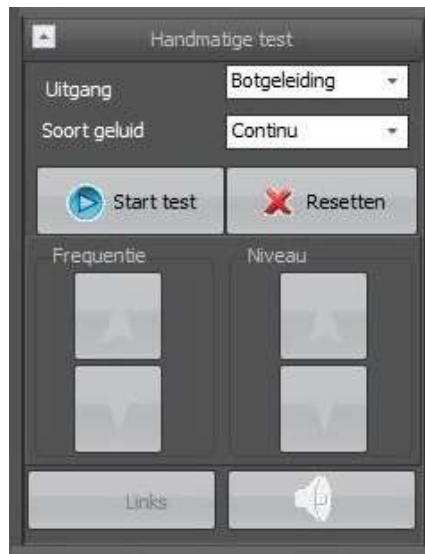 Handmatige test
Uitgang Botgeleiding
Soort geluid Continu
Start test Resetten
Frequentie Niveau
Links